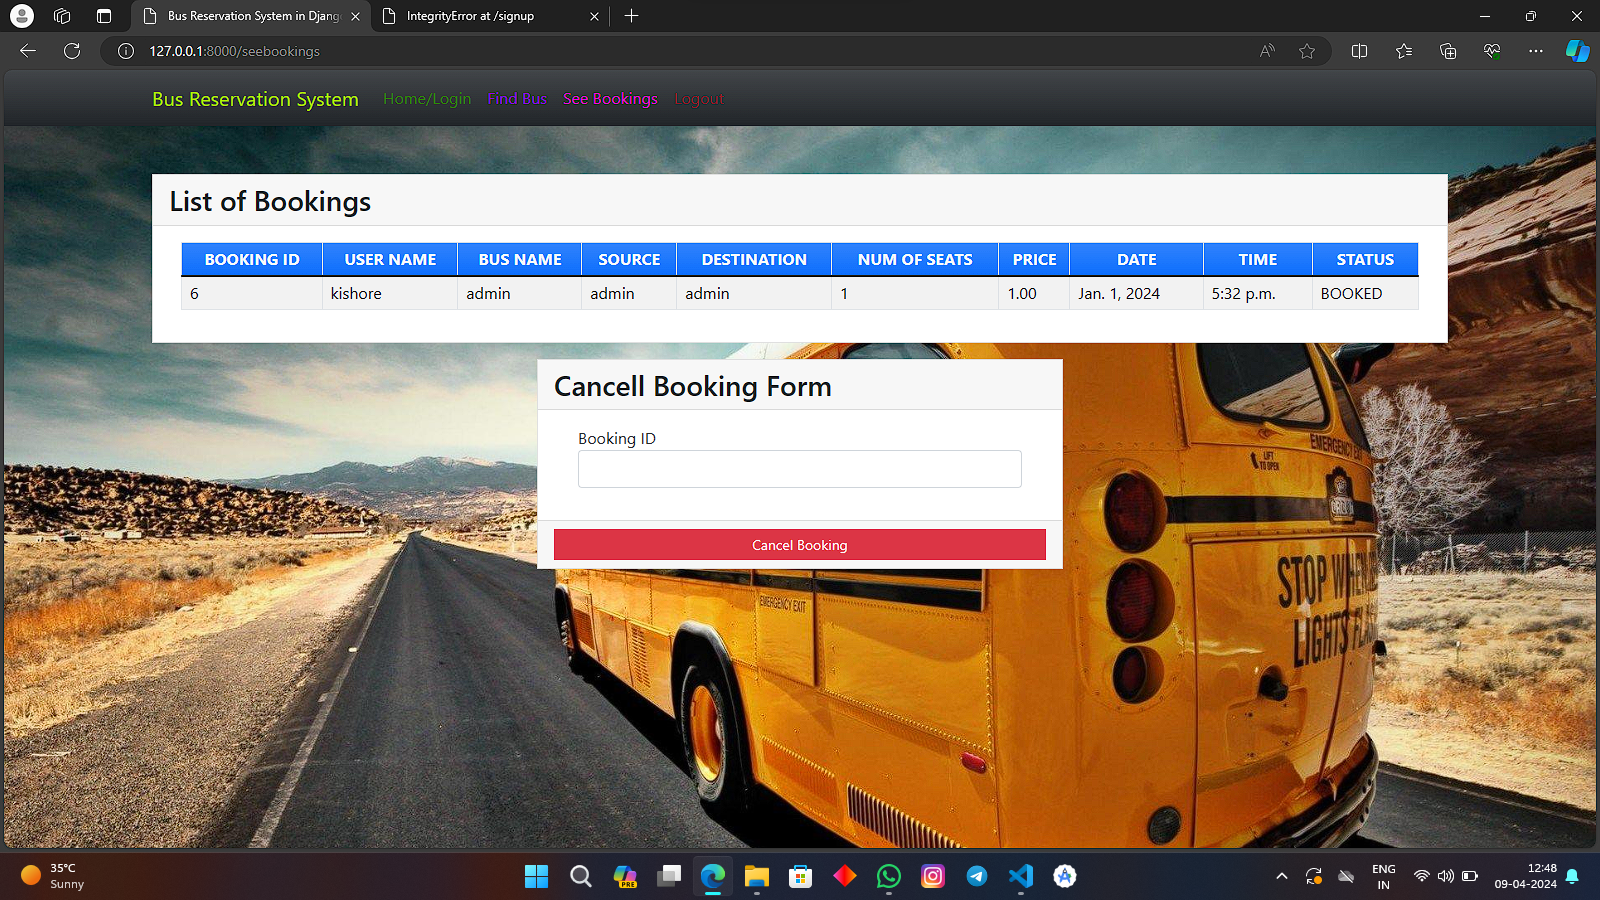 Bus Reservation System in Djang
IntegrityError at /signup
127.0.0.1:8000/seebookings
Bus Reservation System
Home/Login
Find Bus
See Bookings
Logout
List of Bookings
BOOKING ID USER NAME BUS NAME SOURCE DESTINATION NUM OF SEATS PRICE DATE TIME STATUS
6 kishore admin admin admin 1 1.00 Jan. 1, 2024 5:32 p.m. BOOKED
Cancell Booking Form
Booking ID
Cancel Booking
EMERGENCY EXIT
LIFT
TO OPEN
EMERGENCY EXIT
STOP WHEN
LIGHTS FLA
35°C
Sunny
PRE
ENG
IN
12:48
09-04-2024